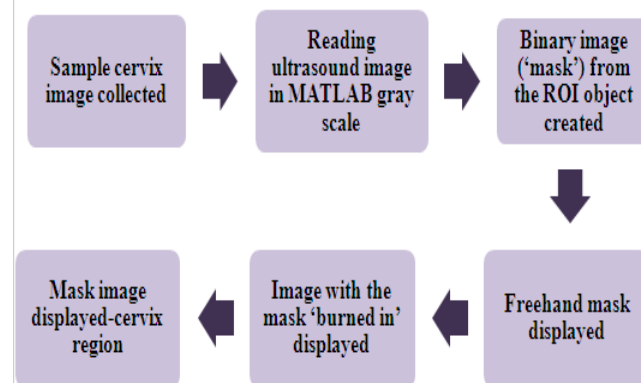 Sample cervix
image collected
Reading
ultrasound image
in MATLAB gray
scale
Binary image
(‘mask’) from
the ROI object
created
Freehand mask
displayed
Image with the
mask ‘burned in’
displayed
Mask image
displayed-cervix
region